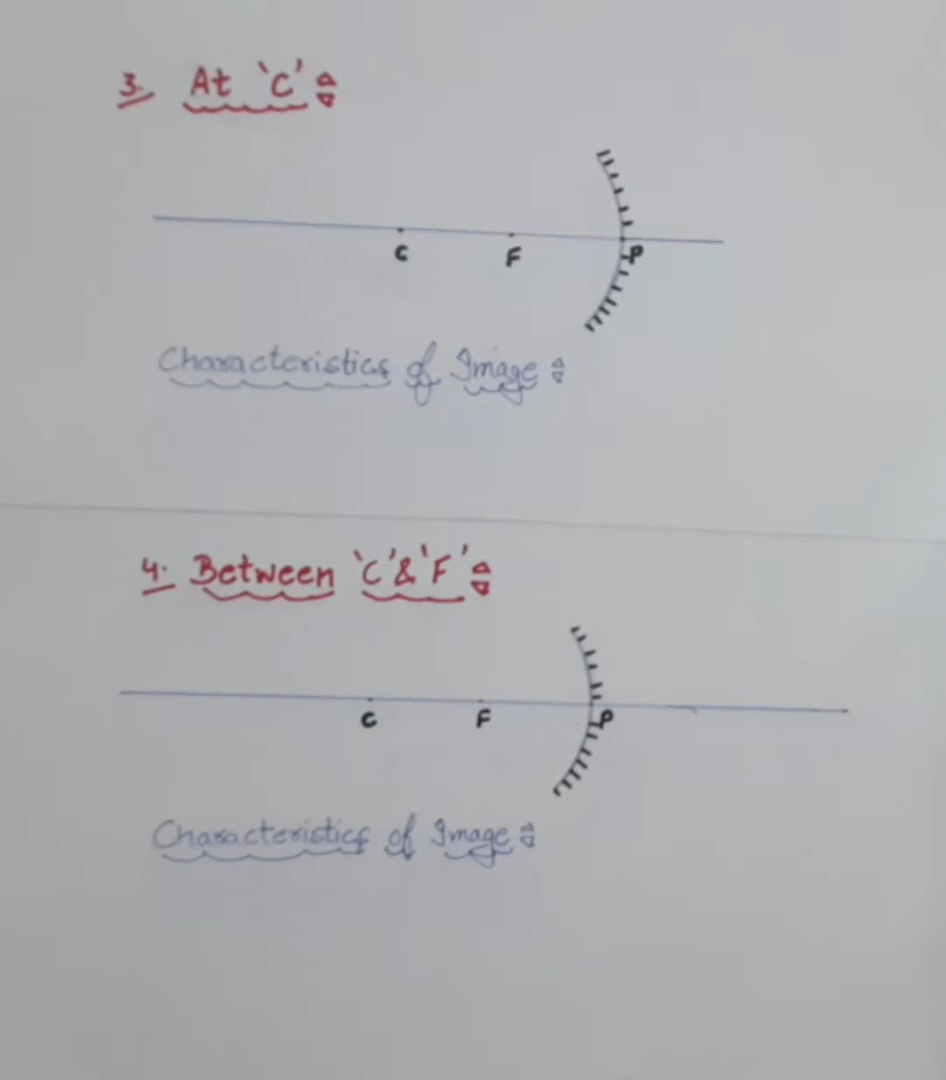 3. At 'C' :
C F P
Characteristics of Image :
4. Between 'C' & 'F' :
C F P
Characteristics of Image :